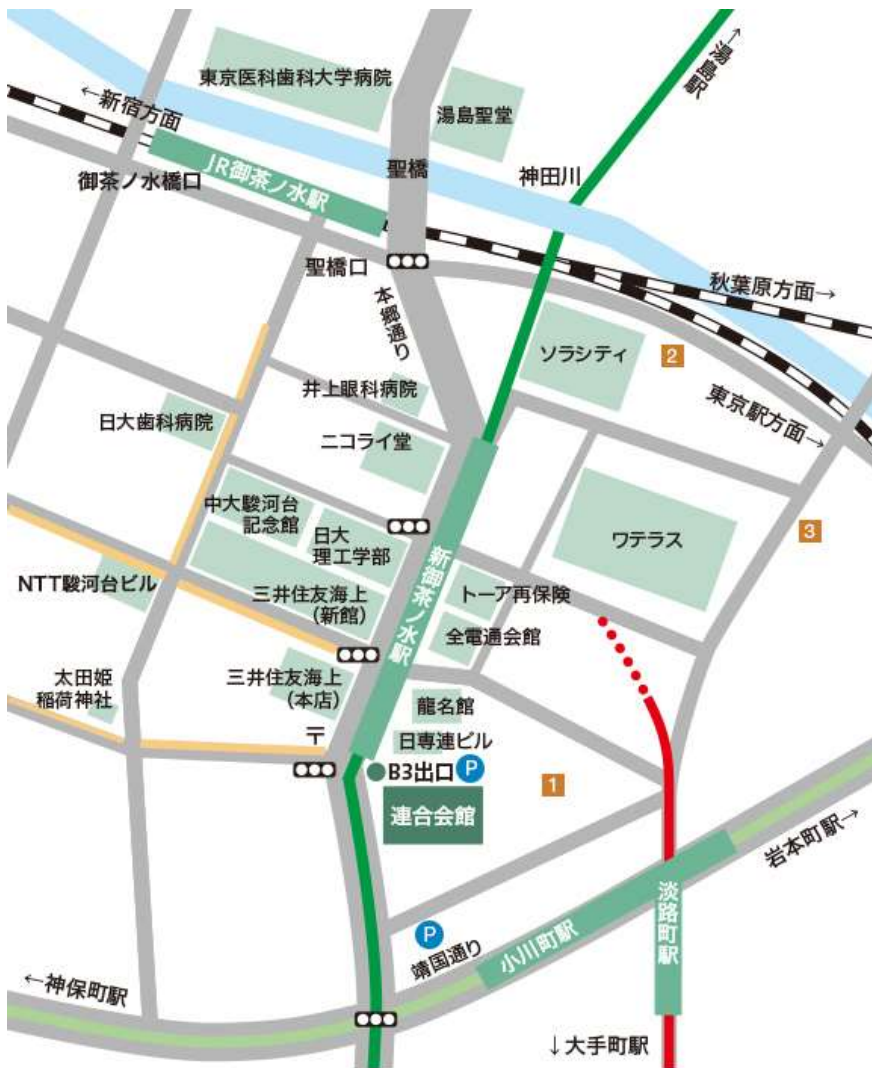 東京医科歯科大学病院
湯島聖堂
→湯島駅
←新宿方面
聖橋
神田川
JR御茶ノ水駅
御茶ノ水橋口
聖橋口
本郷通り
秋葉原方面→
ソラシティ
2
井上眼科病院
東京駅方面→
日大歯科病院
ニコライ堂
中大駿河台
記念館
日大
理工学部
新御茶ノ水駅
ワテラス
3
NTT駿河台ビル
三井住友海上
(新館)
トーア再保険
全電通会館
太田姫
稲荷神社
三井住友海上
(本店)
龍名館
〒
日専連ビル
B3出口
P
1
連合会館
岩本町駅→
淡路町駅
P
靖国通り
小川町駅
←神保町駅
↓大手町駅